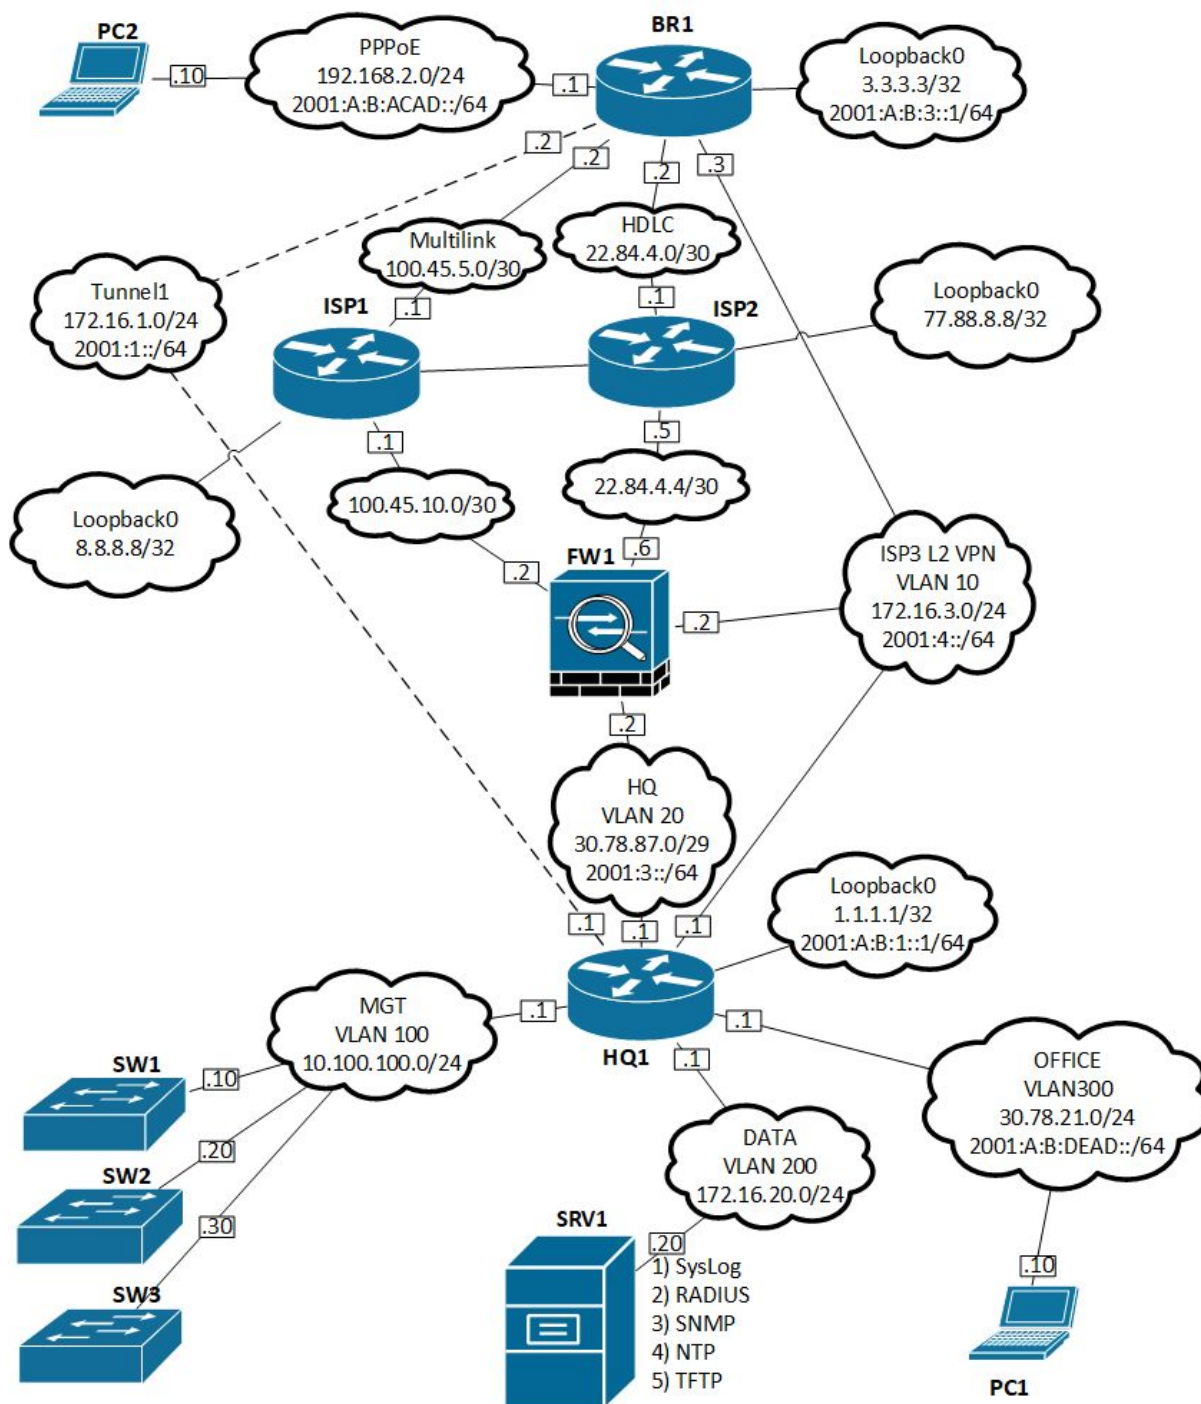 PC2
.10
PPPoE
192.168.2.0/24
2001:A:B:ACAD::/64
.1
BR1
Loopback0
3.3.3.3/32
2001:A:B:3::1/64
.2
.2
.2
.3
Multilink
100.45.5.0/30
HDLC
22.84.4.0/30
Tunnel1
172.16.1.0/24
2001:1::/64
ISP1
.1
.1
ISP2
Loopback0
77.88.8.8/32
.1
.5
100.45.10.0/30
22.84.4.4/30
Loopback0
8.8.8.8/32
.2
FW1
.6
.2
ISP3 L2 VPN
VLAN 10
172.16.3.0/24
2001:4::/64
.2
HQ
VLAN 20
30.78.87.0/29
2001:3::/64
.1
.1
.1
Loopback0
1.1.1.1/32
2001:A:B:1::1/64
MGT
VLAN 100
10.100.100.0/24
.1
HQ1
.1
.1
OFFICE
VLAN300
30.78.21.0/24
2001:A:B:DEAD::/64
SW1
.10
SW2
.20
SW3
.30
DATA
VLAN 200
172.16.20.0/24
SRV1
.20
1) SysLog
2) RADIUS
3) SNMP
4) NTP
5) TFTP
.10
PC1